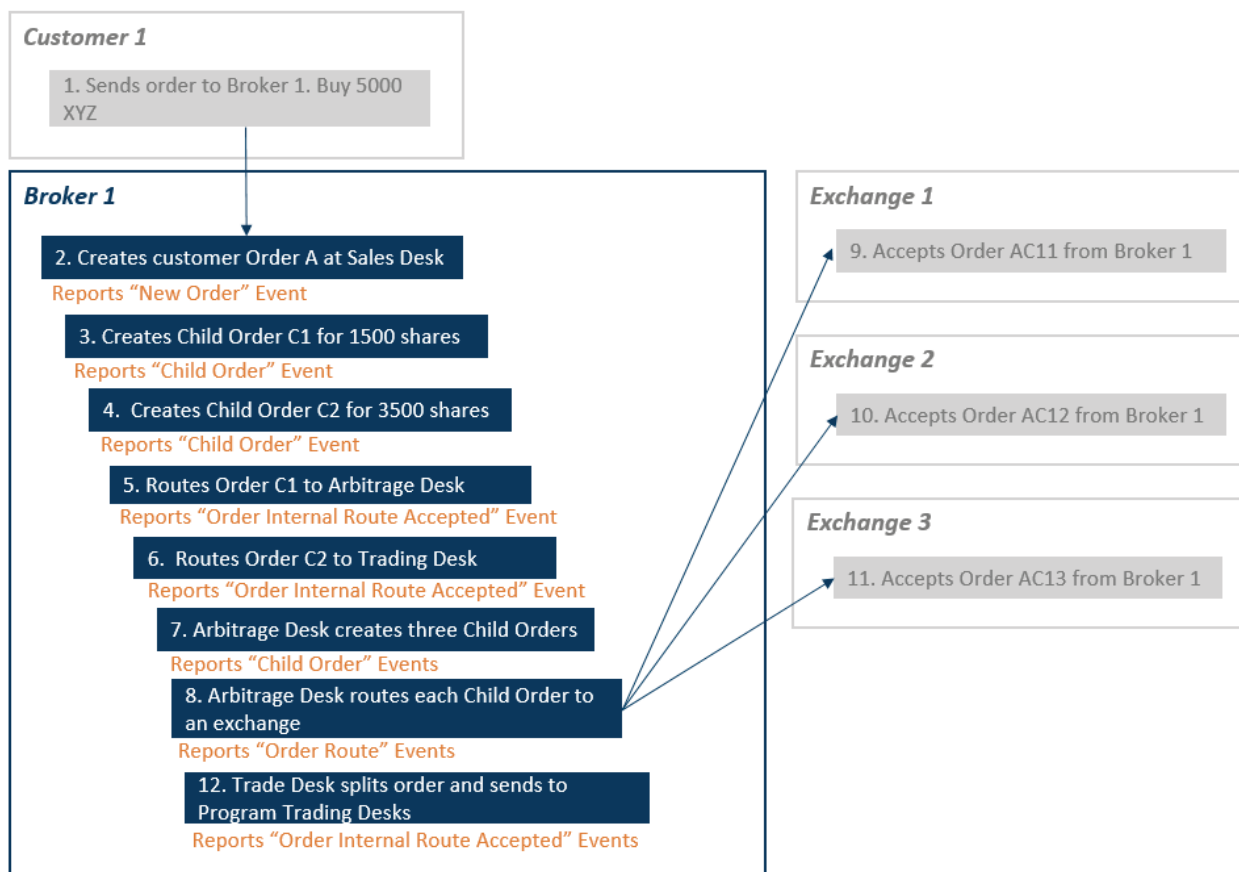 Customer 1
1. Sends order to Broker 1. Buy 5000
XYZ
Broker 1
2. Creates customer Order A at Sales Desk
Reports “New Order” Event
3. Creates Child Order C1 for 1500 shares
Reports “Child Order” Event
4. Creates Child Order C2 for 3500 shares
Reports “Child Order” Event
5. Routes Order C1 to Arbitrage Desk
Reports “Order Internal Route Accepted” Event
6. Routes Order C2 to Trading Desk
Reports “Order Internal Route Accepted” Event
7. Arbitrage Desk creates three Child Orders
Reports “Child Order” Events
8. Arbitrage Desk routes each Child Order to
an exchange
Reports “Order Route” Events
12. Trade Desk splits order and sends to
Program Trading Desks
Reports “Order Internal Route Accepted” Events
Exchange 1
9. Accepts Order AC11 from Broker 1
Exchange 2
10. Accepts Order AC12 from Broker 1
Exchange 3
11. Accepts Order AC13 from Broker 1